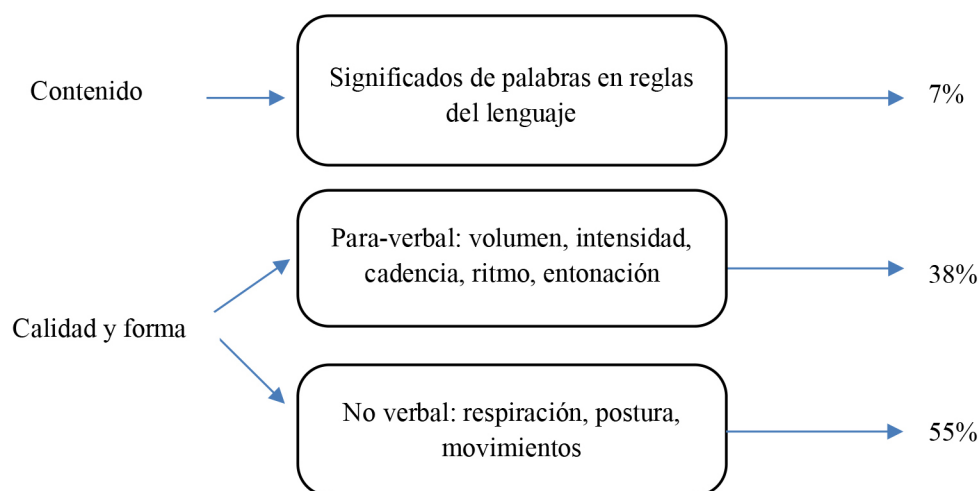 Contenido
Significados de palabras en reglas
del lenguaje
7%
Para-verbal: volumen, intensidad,
cadencia, ritmo, entonación
38%
Calidad y forma
No verbal: respiración, postura,
movimientos
55%